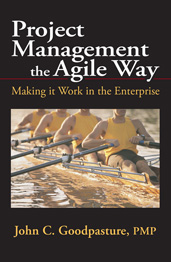 Project
Management
the Agile Way
Making it Work in the Enterprise
John C. Goodpasture, PMP